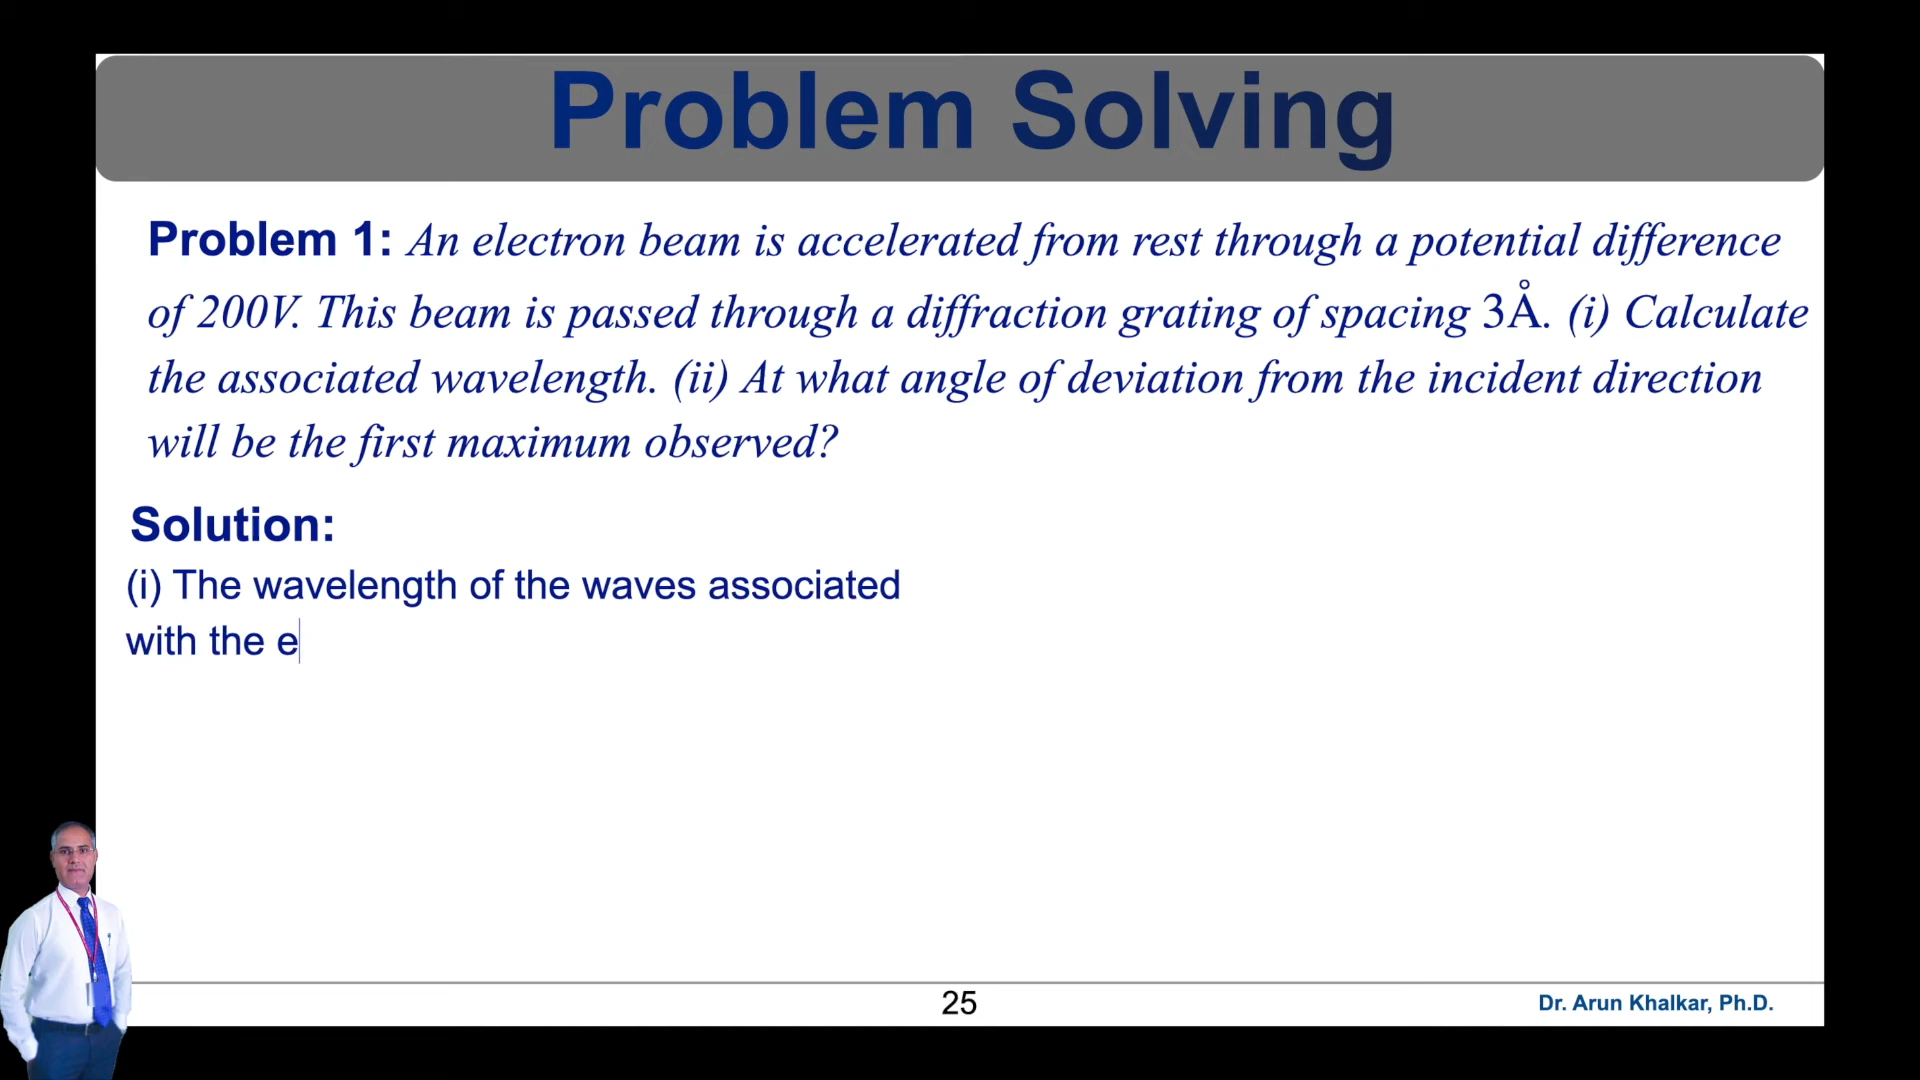 Problem Solving
Problem 1: An electron beam is accelerated from rest through a potential difference
of 200V. This beam is passed through a diffraction grating of spacing 3Å. (i) Calculate
the associated wavelength. (ii) At what angle of deviation from the incident direction
will be the first maximum observed?
Solution:
(i) The wavelength of the waves associated
with the e
25
Dr. Arun Khalkar, Ph.D.